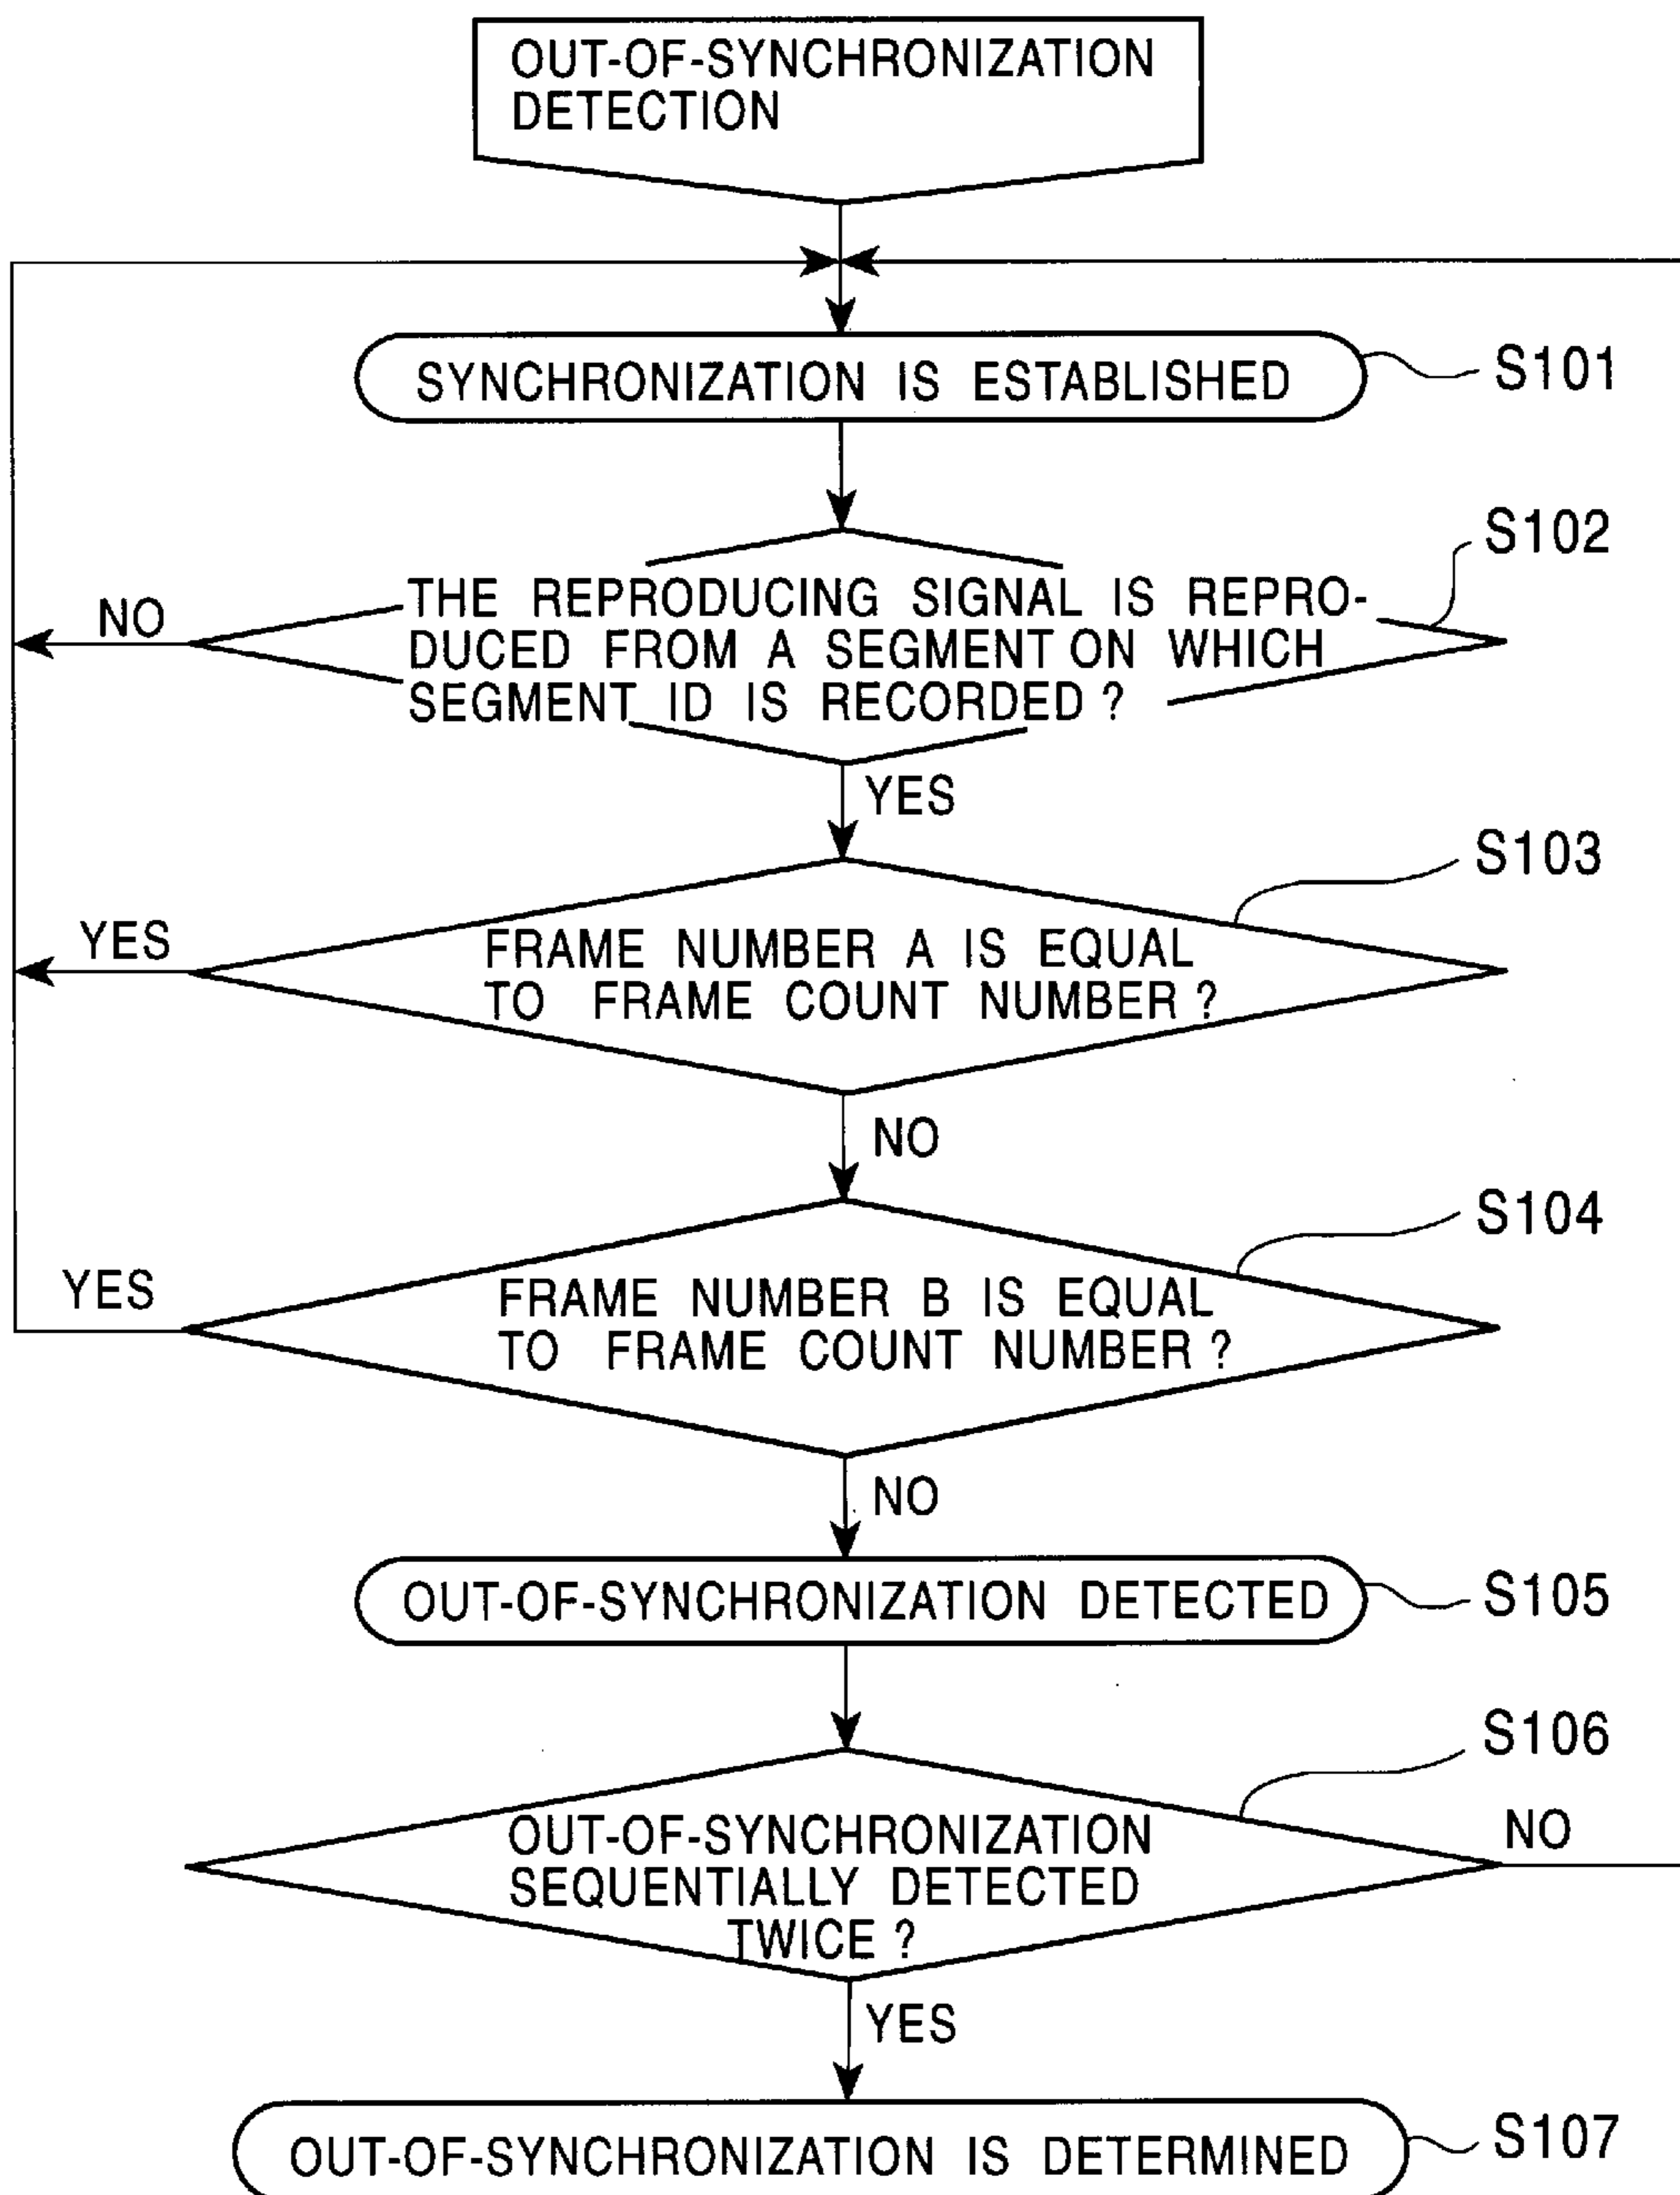 OUT-OF-SYNCHRONIZATION
DETECTION
SYNCHRONIZATION IS ESTABLISHED
S101
S102
THE REPRODUCING SIGNAL IS REPRO-
DUCED FROM A SEGMENT ON WHICH
SEGMENT ID IS RECORDED ?
NO
YES
S103
FRAME NUMBER A IS EQUAL
TO FRAME COUNT NUMBER ?
YES
NO
S104
FRAME NUMBER B IS EQUAL
TO FRAME COUNT NUMBER ?
YES
NO
OUT-OF-SYNCHRONIZATION DETECTED
S105
S106
OUT-OF-SYNCHRONIZATION
SEQUENTIALLY DETECTED
TWICE ?
NO
YES
OUT-OF-SYNCHRONIZATION IS DETERMINED
S107